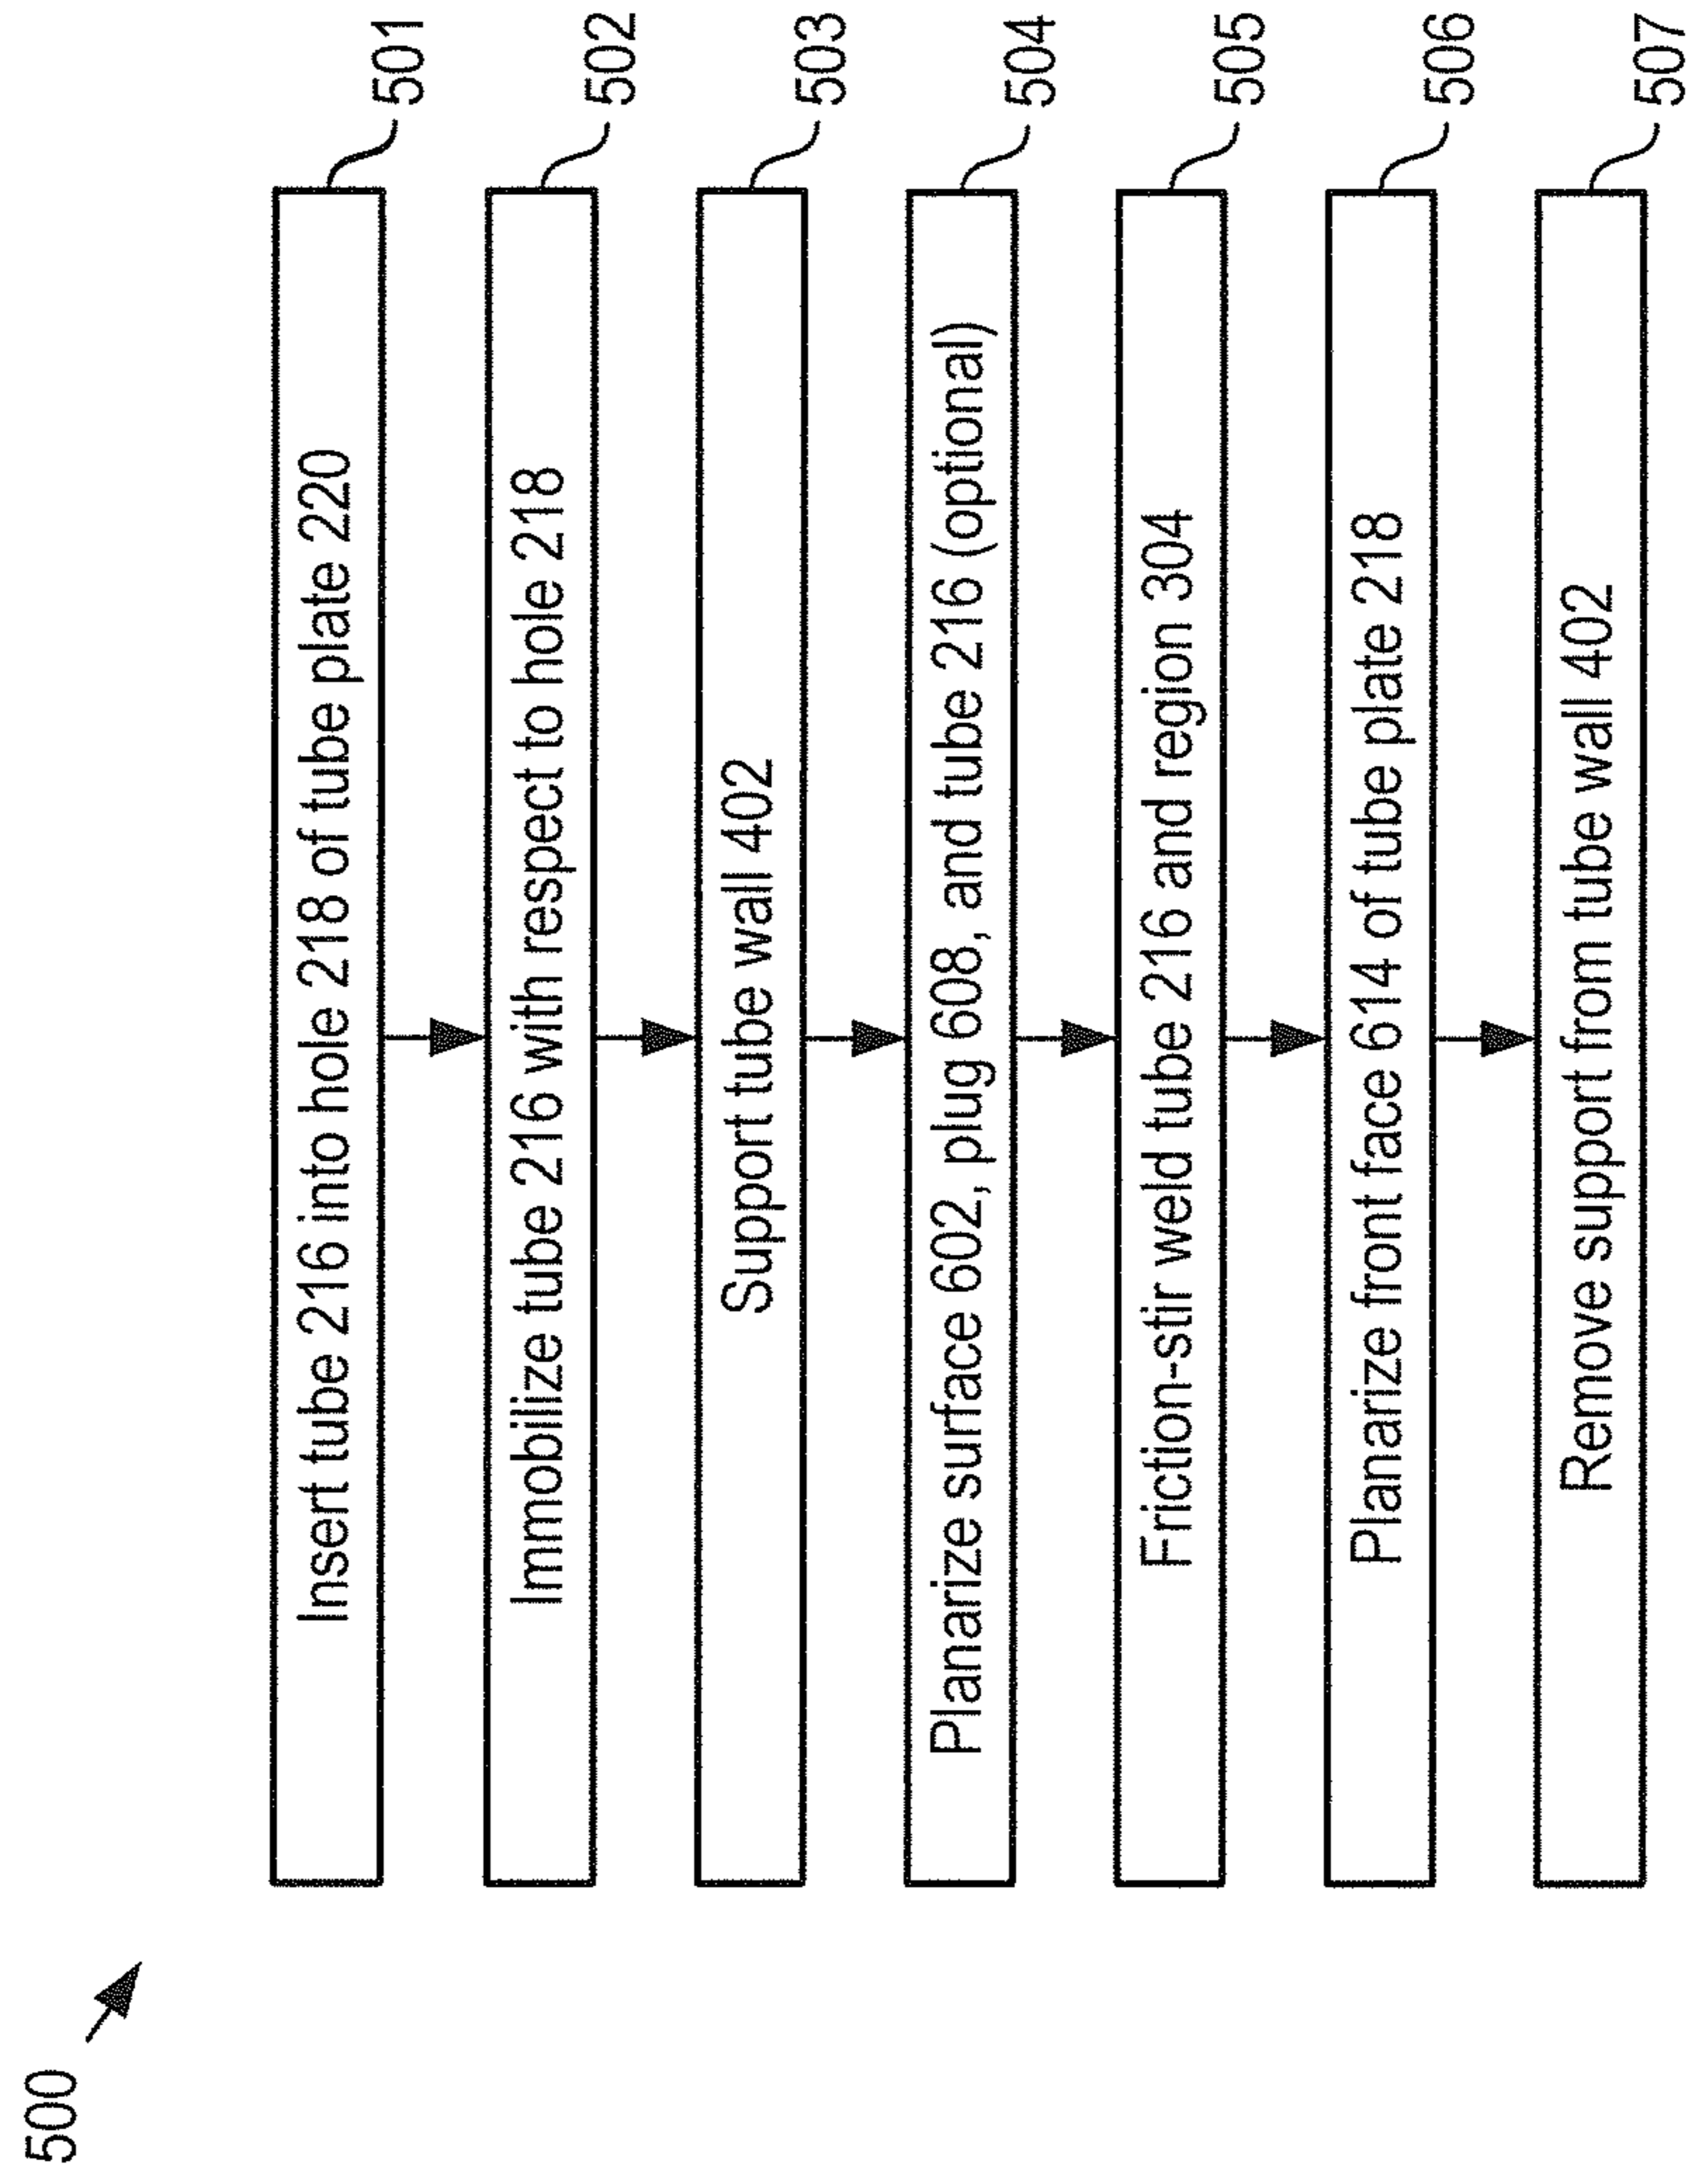 500
Insert tube 216 into hole 218 of tube plate 220
501
Immobilize tube 216 with respect to hole 218
502
Support tube wall 402
503
Planarize surface 602, plug 608, and tube 216 (optional)
504
Friction-stir weld tube 216 and region 304
505
Planarize front face 614 of tube plate 218
506
Remove support from tube wall 402
507